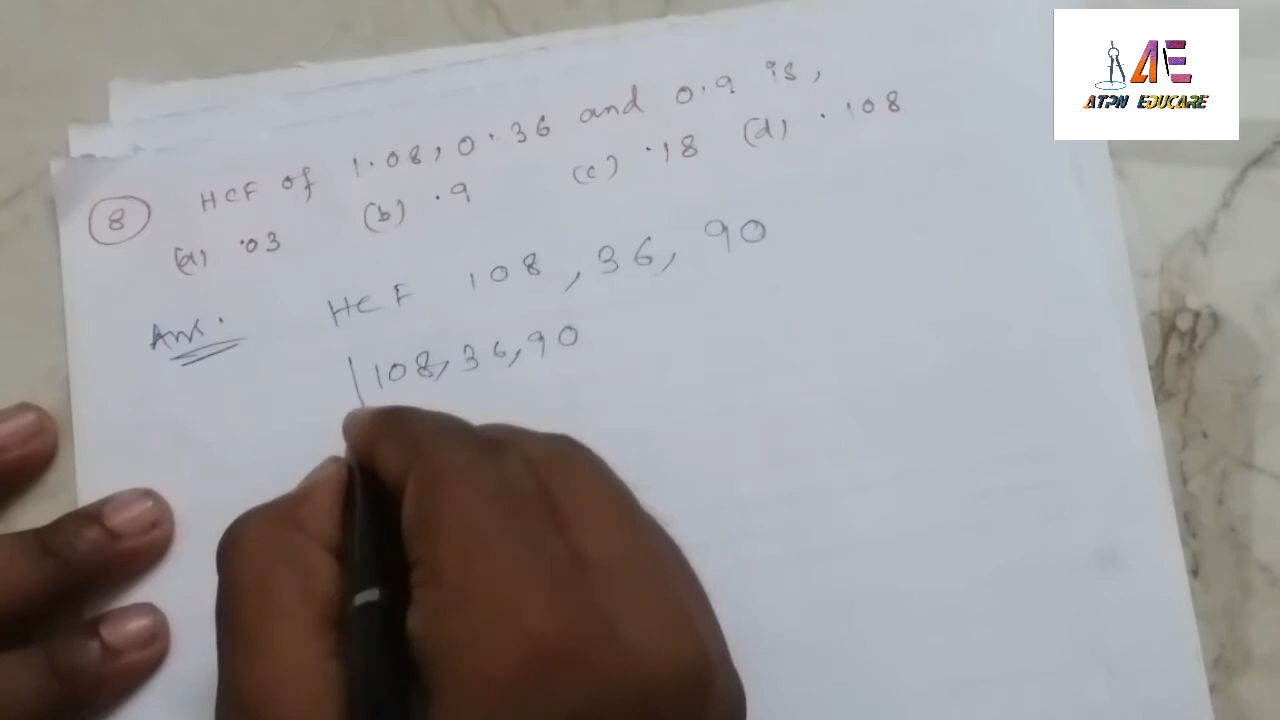 AE
ATPN EDUCARE
8 HCF of 1.08, 0.36 and 0.9 is,
(a) .03 (b) .9 (c) .18 (d) .108
Ans. HCF 108, 36, 90
108, 36, 90